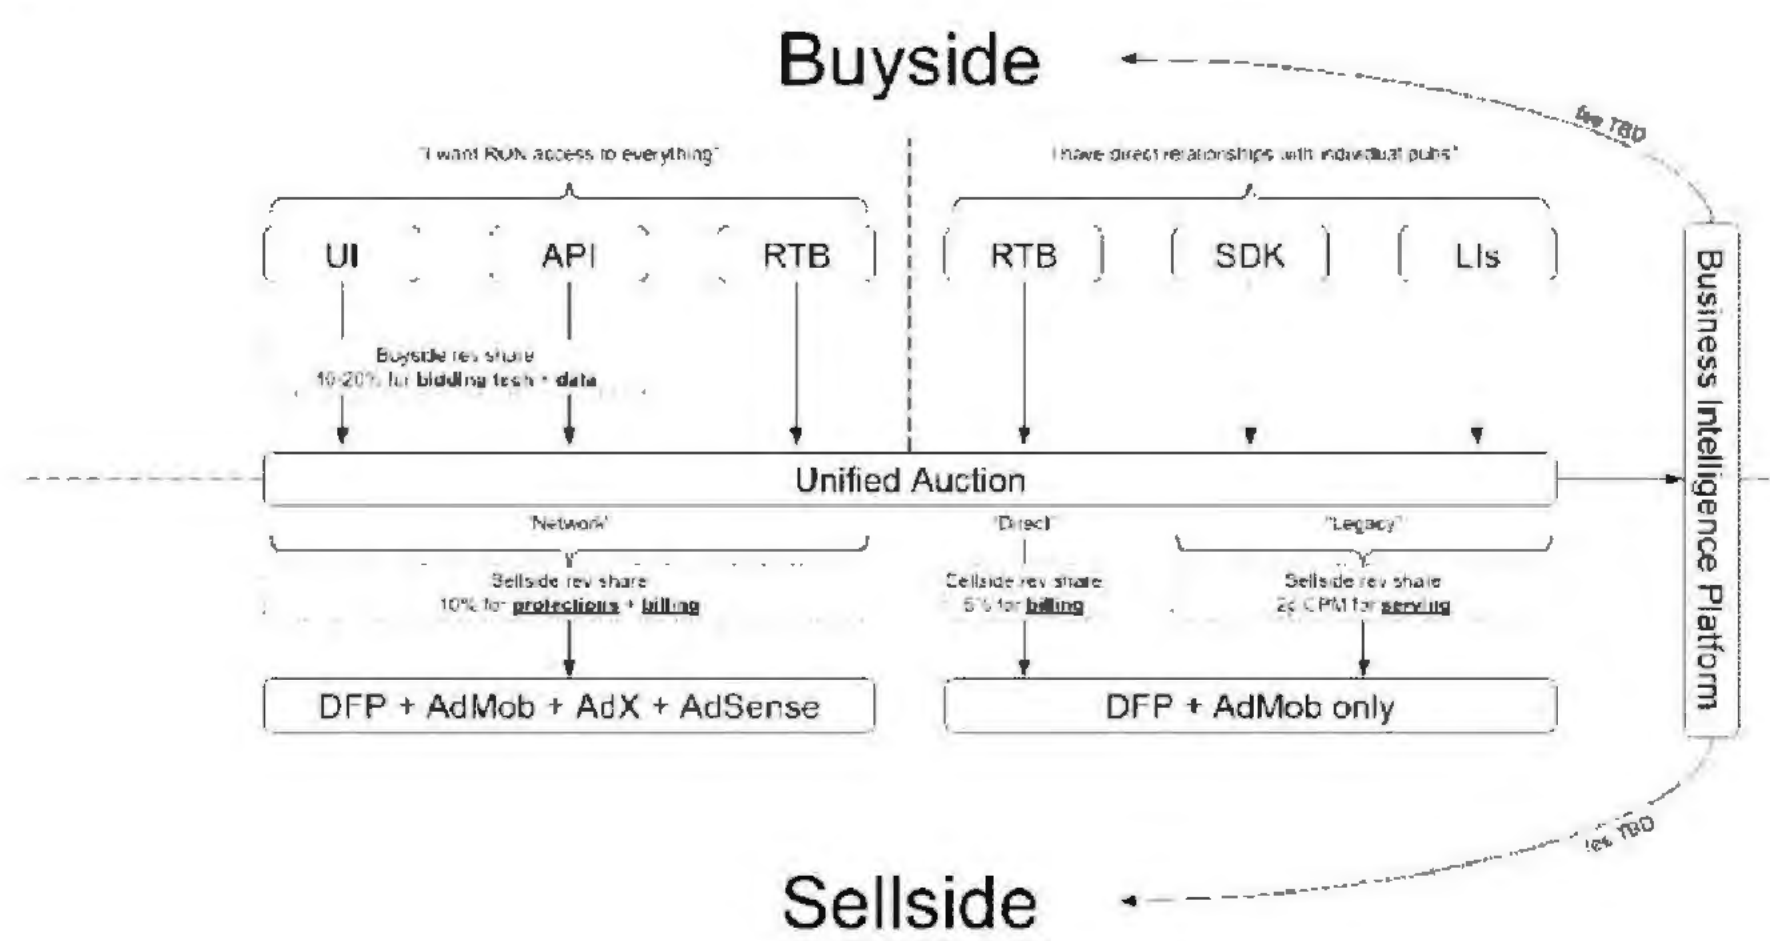 Buyside
fee TBD
"I want RON access to everything"
I have direct relationships with individual pubs"
UI
API
RTB
RTB
SDK
LIs
Buyside rev share
10-20% for bidding tech + data
Unified Auction
Business Intelligence Platform
"Network"
"Direct"
"Legacy"
Sellside rev share
10% for protections + billing
Sellside rev share
5% for billing
Sellside rev share
2¢ CPM for serving
DFP + AdMob + AdX + AdSense
DFP + AdMob only
fee TBD
Sellside